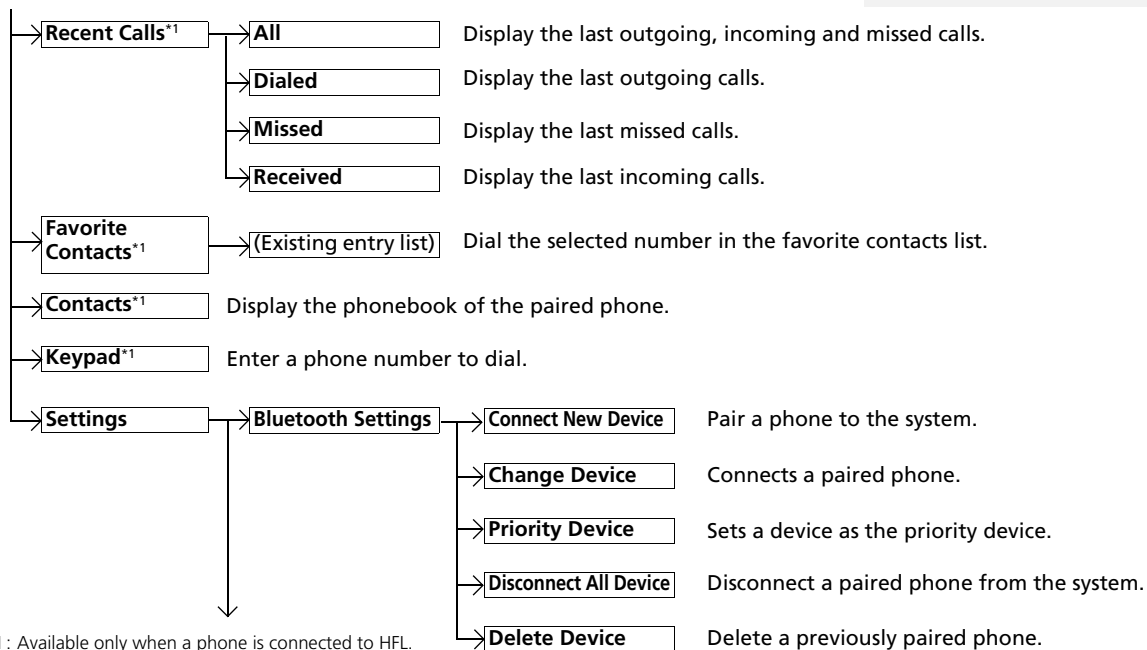 Recent Calls*1 All Display the last outgoing, incoming and missed calls.
Dialed Display the last outgoing calls.
Missed Display the last missed calls.
Received Display the last incoming calls.
Favorite
Contacts*1 (Existing entry list) Dial the selected number in the favorite contacts list.
Contacts*1 Display the phonebook of the paired phone.
Keypad*1 Enter a phone number to dial.
Settings Bluetooth Settings Connect New Device Pair a phone to the system.
Change Device Connects a paired phone.
Priority Device Sets a device as the priority device.
Disconnect All Device Disconnect a paired phone from the system.
Delete Device Delete a previously paired phone.
: Available only when a phone is connected to HFL.